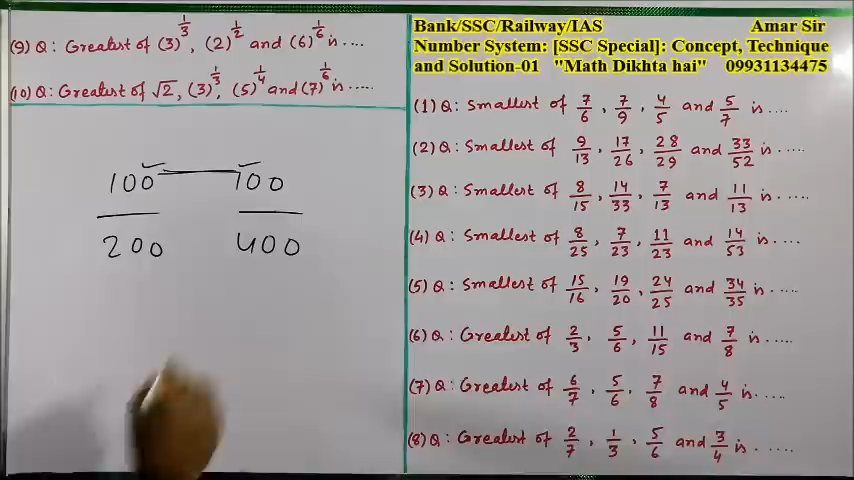 (9) Q: Greatest of (3)^1/3, (2)^1/2 and (6)^1/6 is ....
(10) Q: Greatest of √2, (3)^1/3, (5)^1/4 and (7)^1/6 is .....
100 100
200 400
Bank/SSC/Railway/IAS Amar Sir
Number System: [SSC Special]: Concept, Technique
and Solution-01 "Math Dikhta hai" 09931134475
(1) Q: Smallest of 7/6, 7/9, 4/5 and 5/7 is ....
(2) Q: Smallest of 9/13, 17/26, 28/29 and 33/52 is .....
(3) Q: Smallest of 8/15, 14/33, 7/13 and 11/13 is .....
(4) Q: Smallest of 8/25, 7/23, 11/23 and 14/53 is .....
(5) Q: Smallest of 15/16, 19/20, 24/25 and 34/35 is .....
(6) Q: Greatest of 2/3, 5/6, 11/15 and 7/8 is .....
(7) Q: Greatest of 6/7, 5/6, 7/8 and 4/5 is ......
(8) Q: Greatest of 2/7, 1/3, 5/6 and 3/4 is .....